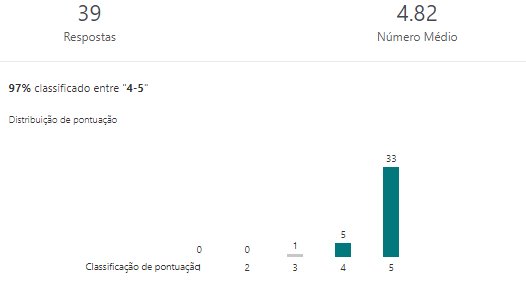 39
Respostas
4.82
Número Médio
97% classificado entre "4-5"
Distribuição de pontuação
0 0 1 5 33
Classificação de pontuação 1 2 3 4 5